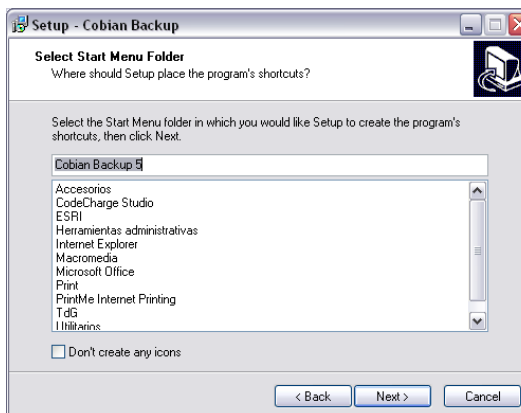 Setup - Cobian Backup
Select Start Menu Folder
Where should Setup place the program's shortcuts?
Select the Start Menu folder in which you would like Setup to create the program's
shortcuts, then click Next.
Cobian Backup 5
Accesorios
CodeCharge Studio
ESRI
Herramientas administrativas
Internet Explorer
Macromedia
Microsoft Office
Print
PrintMe Internet Printing
TdG
Utilitarios
Don't create any icons
< Back
Next >
Cancel